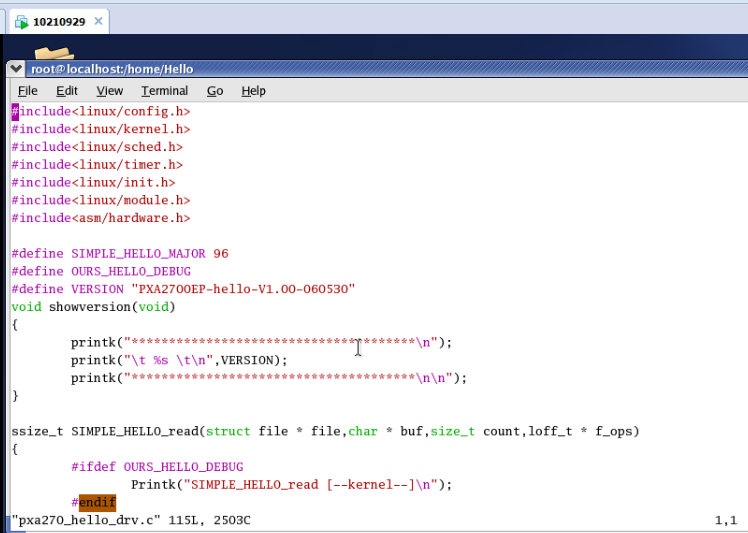 10210929
root@localhost:/home/Hello
File Edit View Terminal Go Help
#include<linux/config.h>
#include<linux/kernel.h>
#include<linux/sched.h>
#include<linux/timer.h>
#include<linux/init.h>
#include<linux/module.h>
#include<asm/hardware.h>
#define SIMPLE_HELLO_MAJOR 96
#define OURS_HELLO_DEBUG
#define VERSION "PXA2700EP-hello-V1.00-060530"
void showversion(void)
{
printk("**************************************\n");
printk("\t %s \t\n",VERSION);
printk("**************************************\n\n");
}
ssize_t SIMPLE_HELLO_read(struct file * file,char * buf,size_t count,loff_t * f_ops)
{
#ifdef OURS_HELLO_DEBUG
Printk("SIMPLE_HELLO_read [--kernel--]\n");
#endif
"pxa270_hello_drv.c" 115L, 2503C 1,1